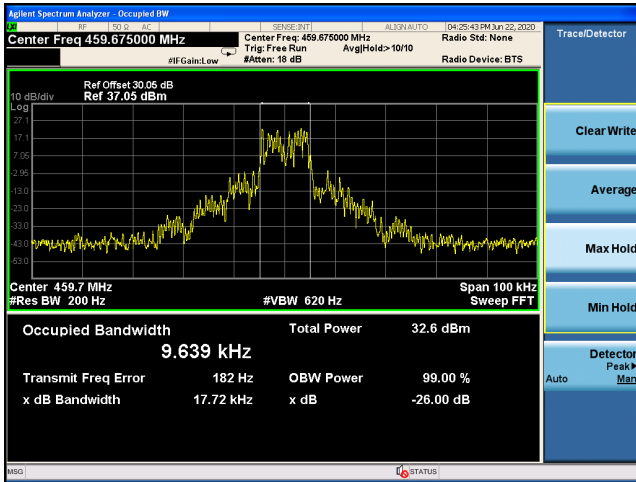 Agilent Spectrum Analyzer - Occupied BW
RF 50 Ω AC SENSE:INT ALIGN AUTO 04:25:43 PM Jun 22, 2020
Center Freq 459.675000 MHz Center Freq: 459.675000 MHz Radio Std: None
Trig: Free Run Avg|Hold:>10/10
#IFGain:Low #Atten: 18 dB Radio Device: BTS
Ref Offset 30.05 dB
10 dB/div Ref 37.05 dBm
Log
27.1
17.1
7.05
-2.95
-13.0
-23.0
-33.0
-43.0
-53.0
Center 459.7 MHz Span 100 kHz
#Res BW 200 Hz #VBW 620 Hz Sweep FFT
Occupied Bandwidth Total Power 32.6 dBm
9.639 kHz
Transmit Freq Error 182 Hz OBW Power 99.00 %
x dB Bandwidth 17.72 kHz x dB -26.00 dB
MSG STATUS
Trace/Detector
Clear Write
Average
Max Hold
Min Hold
Detector
Peak
Auto Man